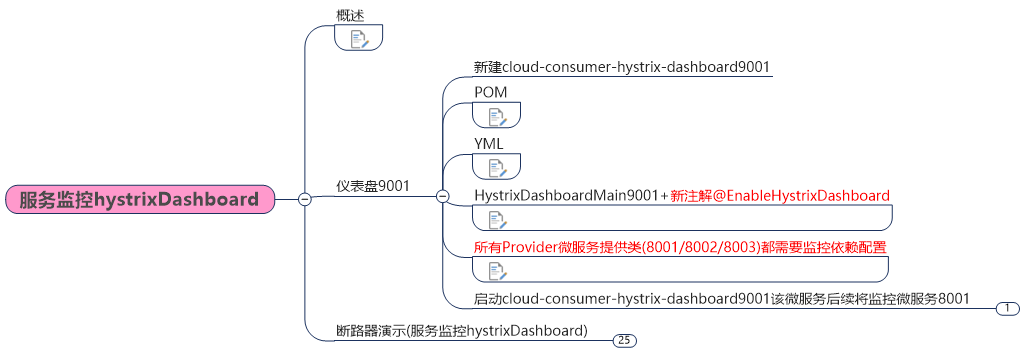 服务监控hystrixDashboard
概述
仪表盘9001
新建cloud-consumer-hystrix-dashboard9001
POM
YML
HystrixDashboardMain9001+新注解@EnableHystrixDashboard
所有Provider微服务提供类(8001/8002/8003)都需要监控依赖配置
启动cloud-consumer-hystrix-dashboard9001该微服务后续将监控微服务8001
1
断路器演示(服务监控hystrixDashboard)
25